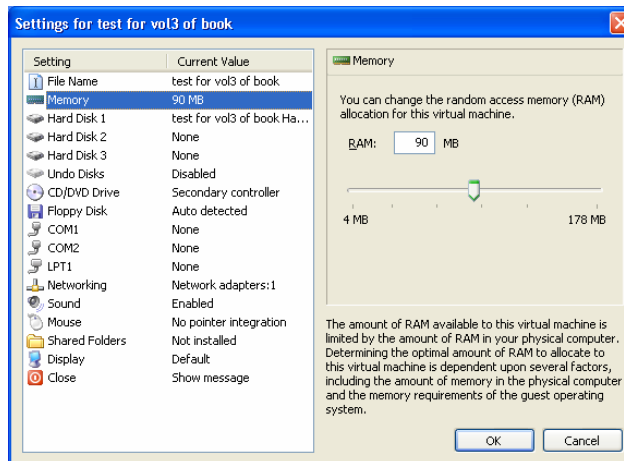 Settings for test for vol3 of book
Setting Current Value
File Name test for vol3 of book
Memory 90 MB
Hard Disk 1 test for vol3 of book Ha...
Hard Disk 2 None
Hard Disk 3 None
Undo Disks Disabled
CD/DVD Drive Secondary controller
Floppy Disk Auto detected
COM1 None
COM2 None
LPT1 None
Networking Network adapters:1
Sound Enabled
Mouse No pointer integration
Shared Folders Not installed
Display Default
Close Show message
Memory
You can change the random access memory (RAM)
allocation for this virtual machine.
RAM: 90 MB
4 MB 178 MB
The amount of RAM available to this virtual machine is
limited by the amount of RAM in your physical computer.
Determining the optimal amount of RAM to allocate to
this virtual machine is dependent upon several factors,
including the amount of memory in the physical computer
and the memory requirements of the guest operating
system.
OK Cancel